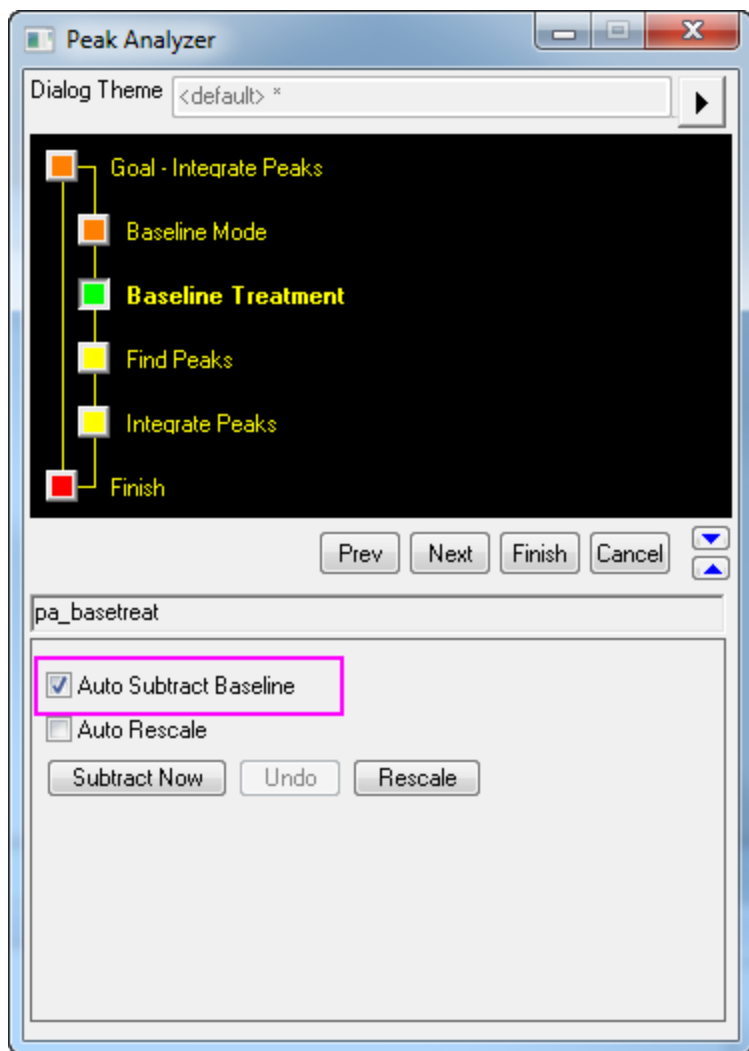 Peak Analyzer
Dialog Theme <default> *
Goal - Integrate Peaks
Baseline Mode
Baseline Treatment
Find Peaks
Integrate Peaks
Finish
Prev Next Finish Cancel
pa_basetreat
Auto Subtract Baseline
Auto Rescale
Subtract Now Undo Rescale